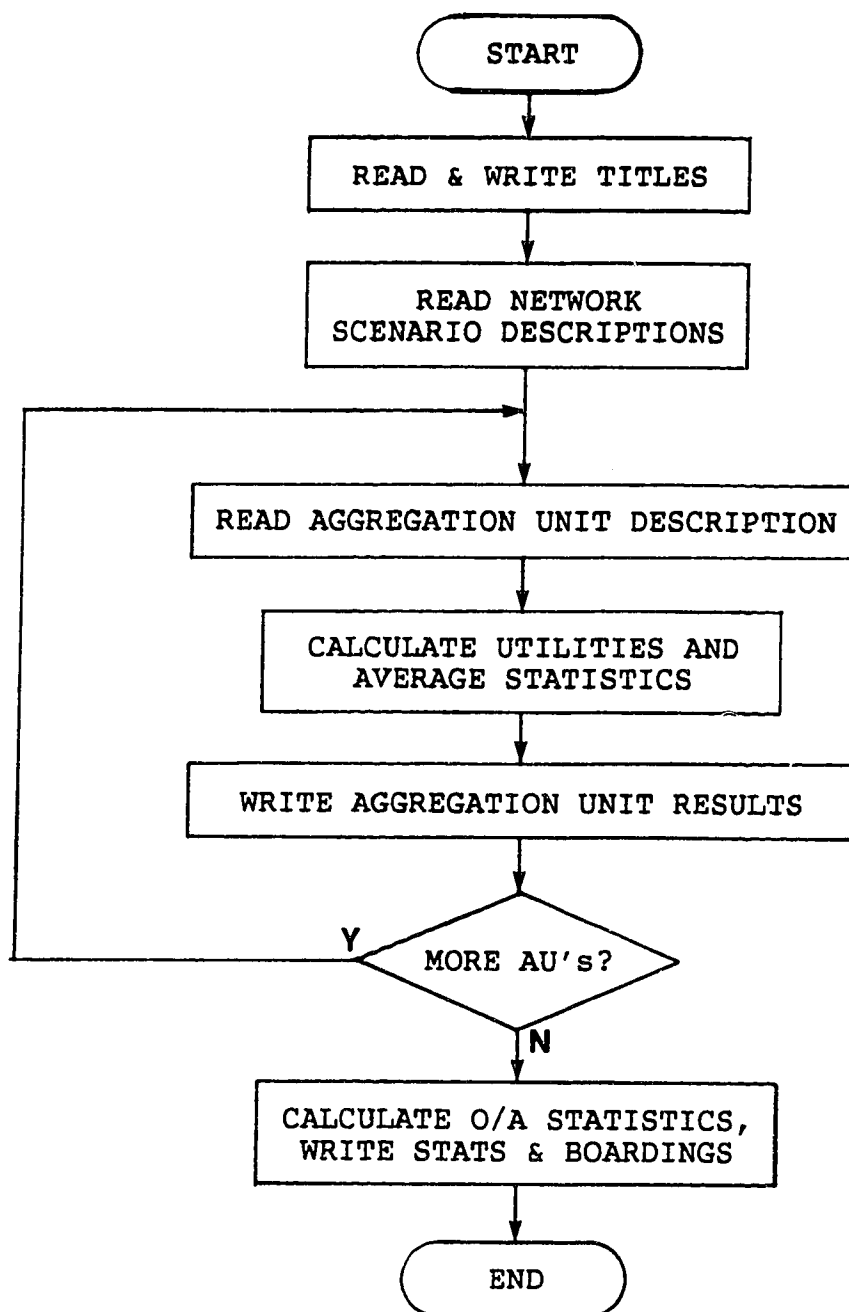 START
READ & WRITE TITLES
READ NETWORK
SCENARIO DESCRIPTIONS
READ AGGREGATION UNIT DESCRIPTION
CALCULATE UTILITIES AND
AVERAGE STATISTICS
WRITE AGGREGATION UNIT RESULTS
Y
MORE AU's?
N
CALCULATE O/A STATISTICS,
WRITE STATS & BOARDINGS
END